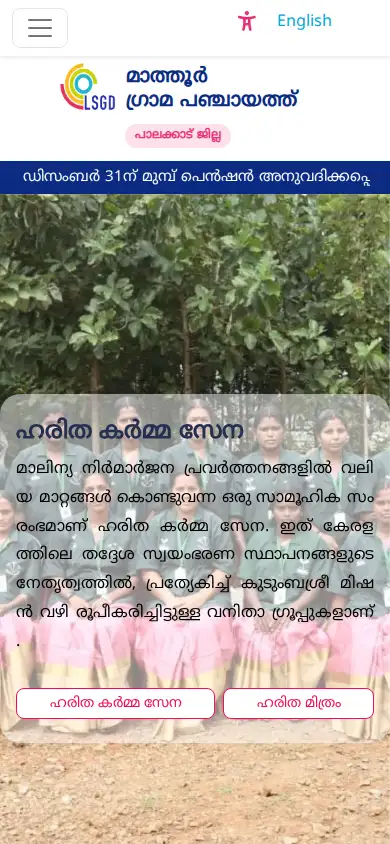 English
LSGD
മാത്തൂർ
ഗ്രാമ പഞ്ചായത്ത്
പാലക്കാട് ജില്ല
ഡിസംബർ 31ന് മുമ്പ് പെൻഷൻ അനുവദിക്കപ്പെ
ഹരിത കർമ്മ സേന
മാലിന്യ നിർമാർജന പ്രവർത്തനങ്ങളിൽ വലി
യ മാറ്റങ്ങൾ കൊണ്ടുവന്ന ഒരു സാമൂഹിക സം
രംഭമാണ് ഹരിത കർമ്മ സേന. ഇത് കേരള
ത്തിലെ തദ്ദേശ സ്വയംഭരണ സ്ഥാപനങ്ങളുടെ
നേതൃത്വത്തിൽ, പ്രത്യേകിച്ച് കുടുംബശ്രീ മിഷ
ൻ വഴി രൂപീകരിച്ചിട്ടുള്ള വനിതാ ഗ്രൂപ്പുകളാണ്
.
ഹരിത കർമ്മ സേന
ഹരിത മിത്രം